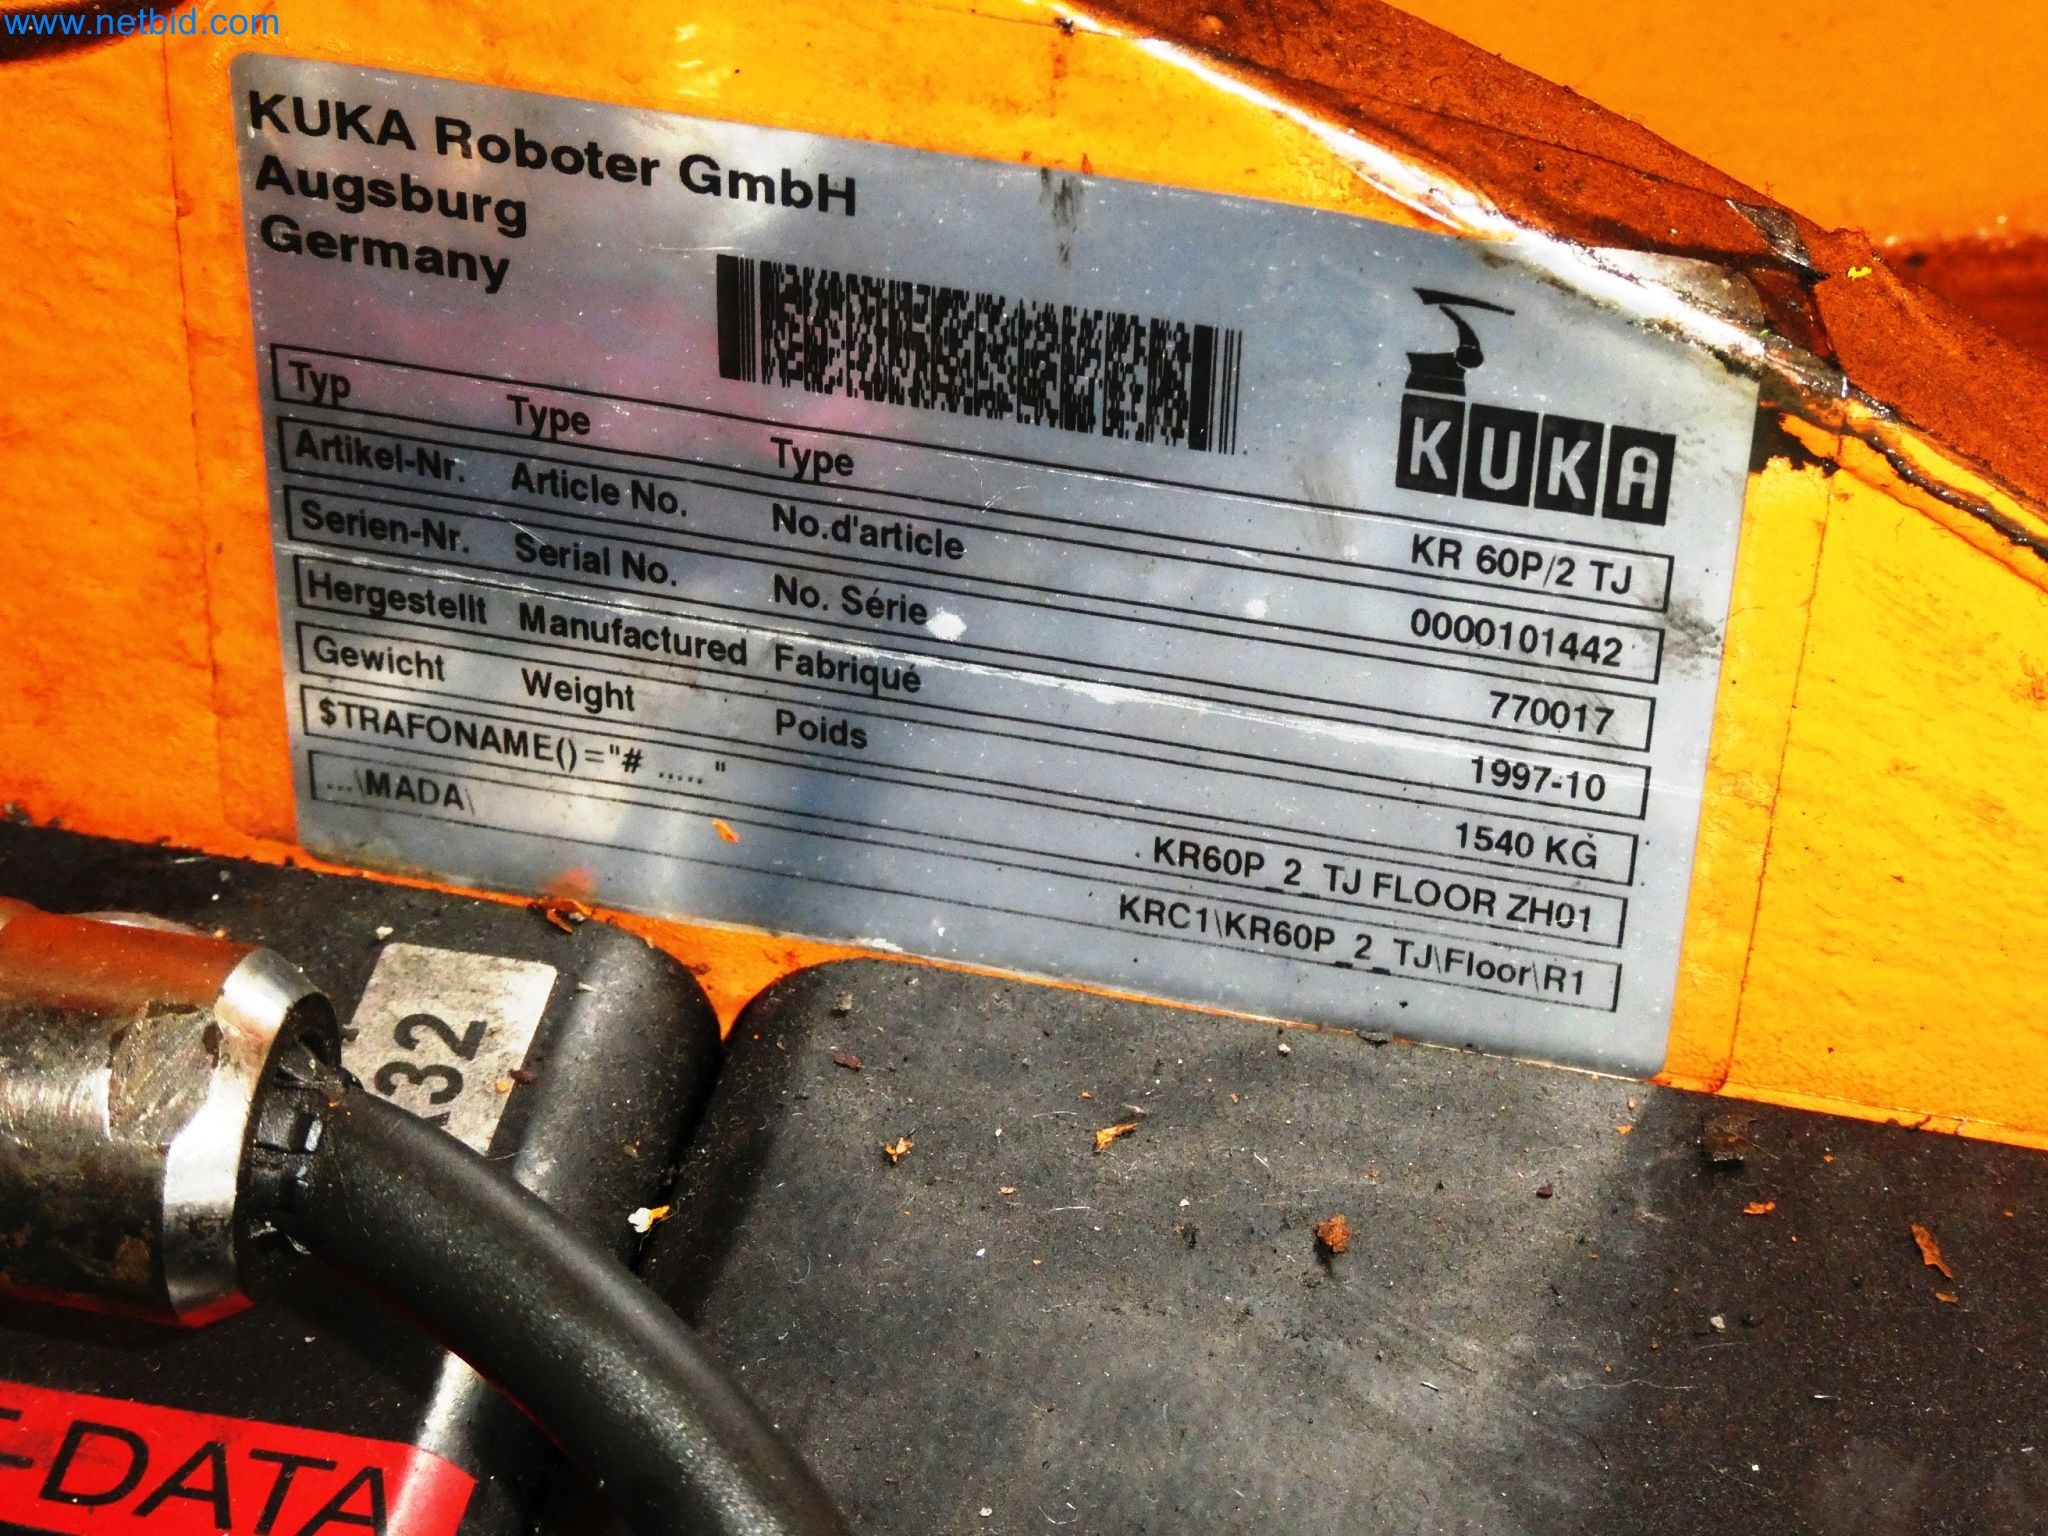 www.netbid.com
KUKA Roboter GmbH
Augsburg
Germany
KUKA
Typ Type Type KR 60P/2 TJ
Artikel-Nr. Article No. No.d'article 0000101442
Serien-Nr. Serial No. No. Série 770017
Hergestellt Manufactured Fabriqué 1997-10
Gewicht Weight Poids 1540 KG
$TRAFONAME()="# ..... " KR60P_2_TJ FLOOR ZH01
...\MADA\ KRC1\KR60P_2_TJ\Floor\R1
-DATA